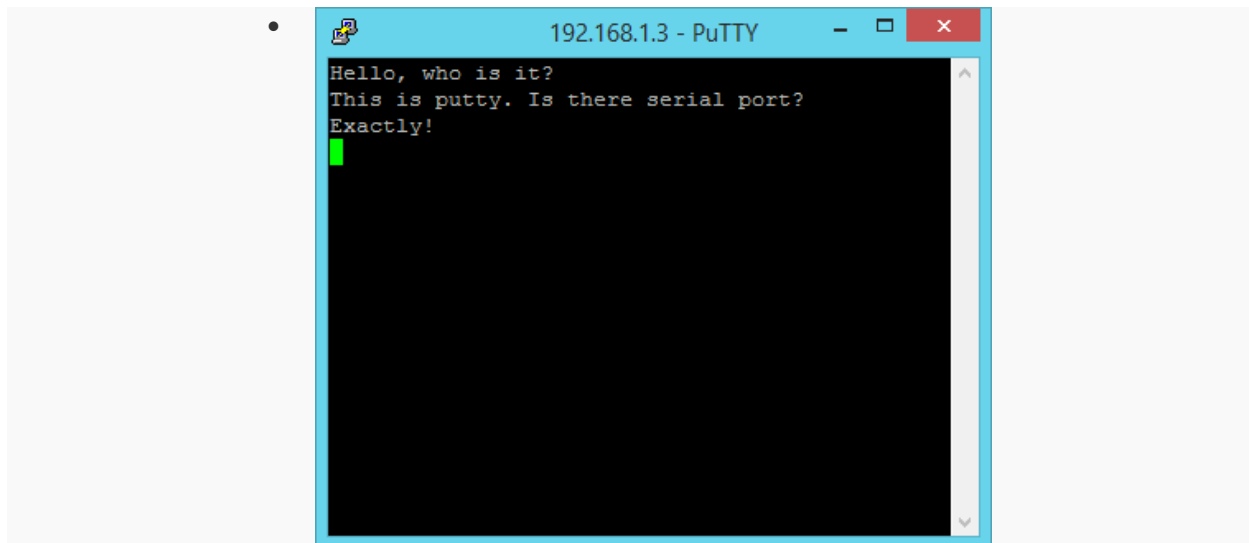 192.168.1.3 - PuTTY
Hello, who is it?
This is putty. Is there serial port?
Exactly!